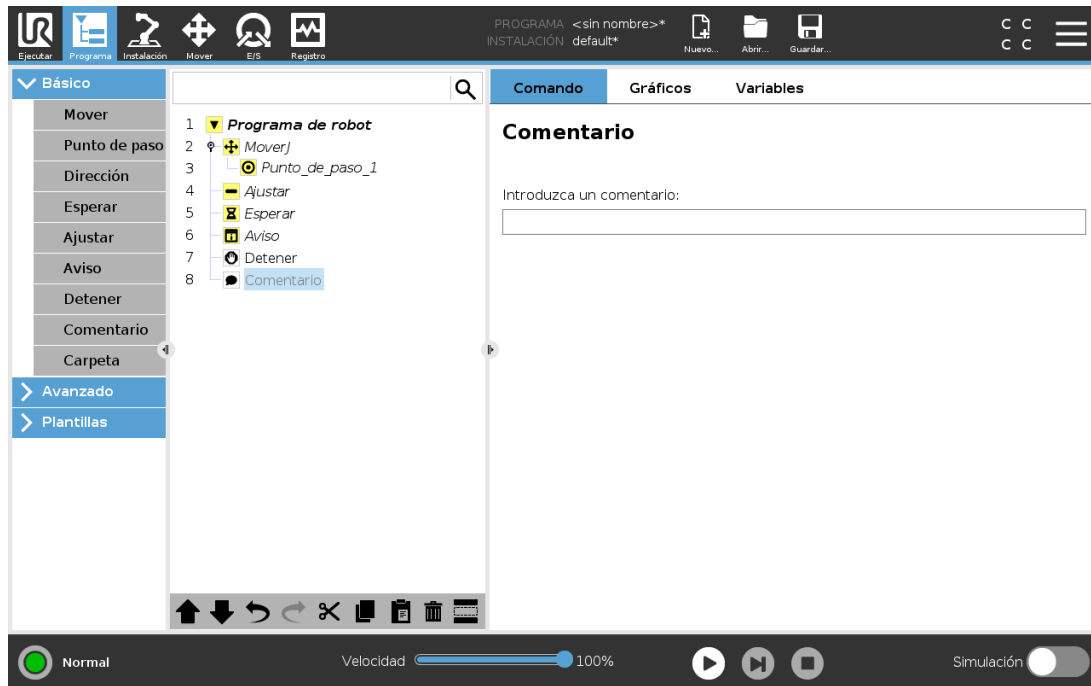 PROGRAMA <sin nombre>*
INSTALACIÓN default*
C C
C C
Ejecutar Programa Instalación Mover E/S Registro Nuevo... Abrir... Guardar...
Básico
Mover
Punto de paso
Dirección
Esperar
Ajustar
Aviso
Detener
Comentario
Carpeta
Avanzado
Plantillas
1 Programa de robot
2 MoverJ
3 Punto_de_paso_1
4 Ajustar
5 Esperar
6 Aviso
7 Detener
8 Comentario
Comando Gráficos Variables
Comentario
Introduzca un comentario:
Normal Velocidad 100% Simulación